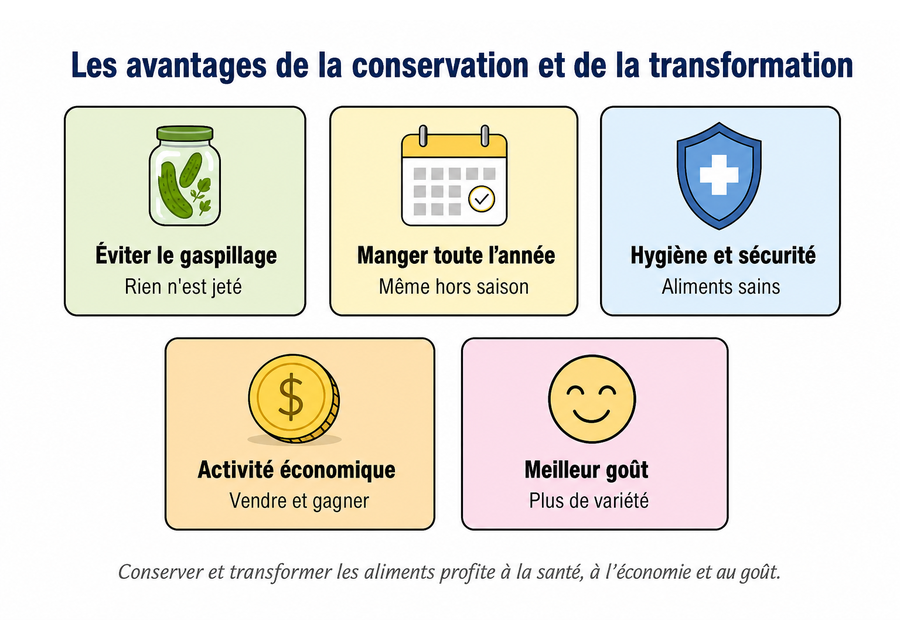 Les avantages de la conservation et de la transformation
Éviter le gaspillage
Rien n'est jeté
Manger toute l’année
Même hors saison
Hygiène et sécurité
Aliments sains
$
Activité économique
Vendre et gagner
Meilleur goût
Plus de variété
Conserver et transformer les aliments profite à la santé, à l’économie et au goût.